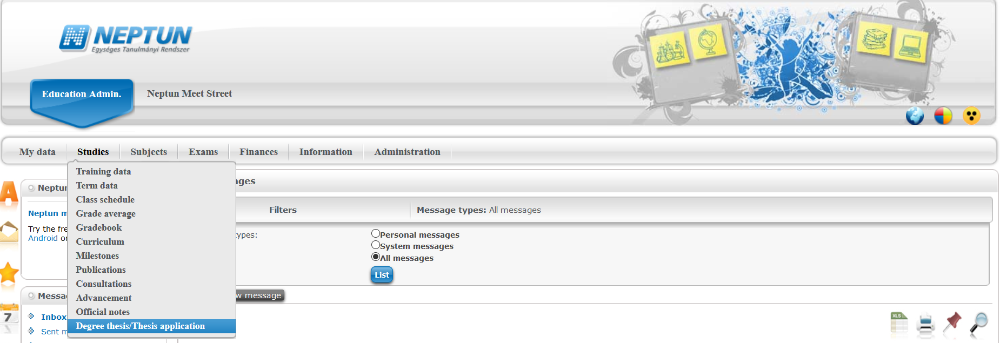 NEPTUN
Egységes Tanulmányi Rendszer
Education Admin.
Neptun Meet Street
My data
Studies
Subjects
Exams
Finances
Information
Administration
Training data
Term data
Class schedule
Grade average
Gradebook
Curriculum
Milestones
Publications
Consultations
Advancement
Official notes
Degree thesis/Thesis application
Neptun
Neptun m
Try the fre
Android
Messa
Inbox
Sent m
7
ges
Filters
Message types: All messages
ypes:
Personal messages
System messages
All messages
List
w message
XLS